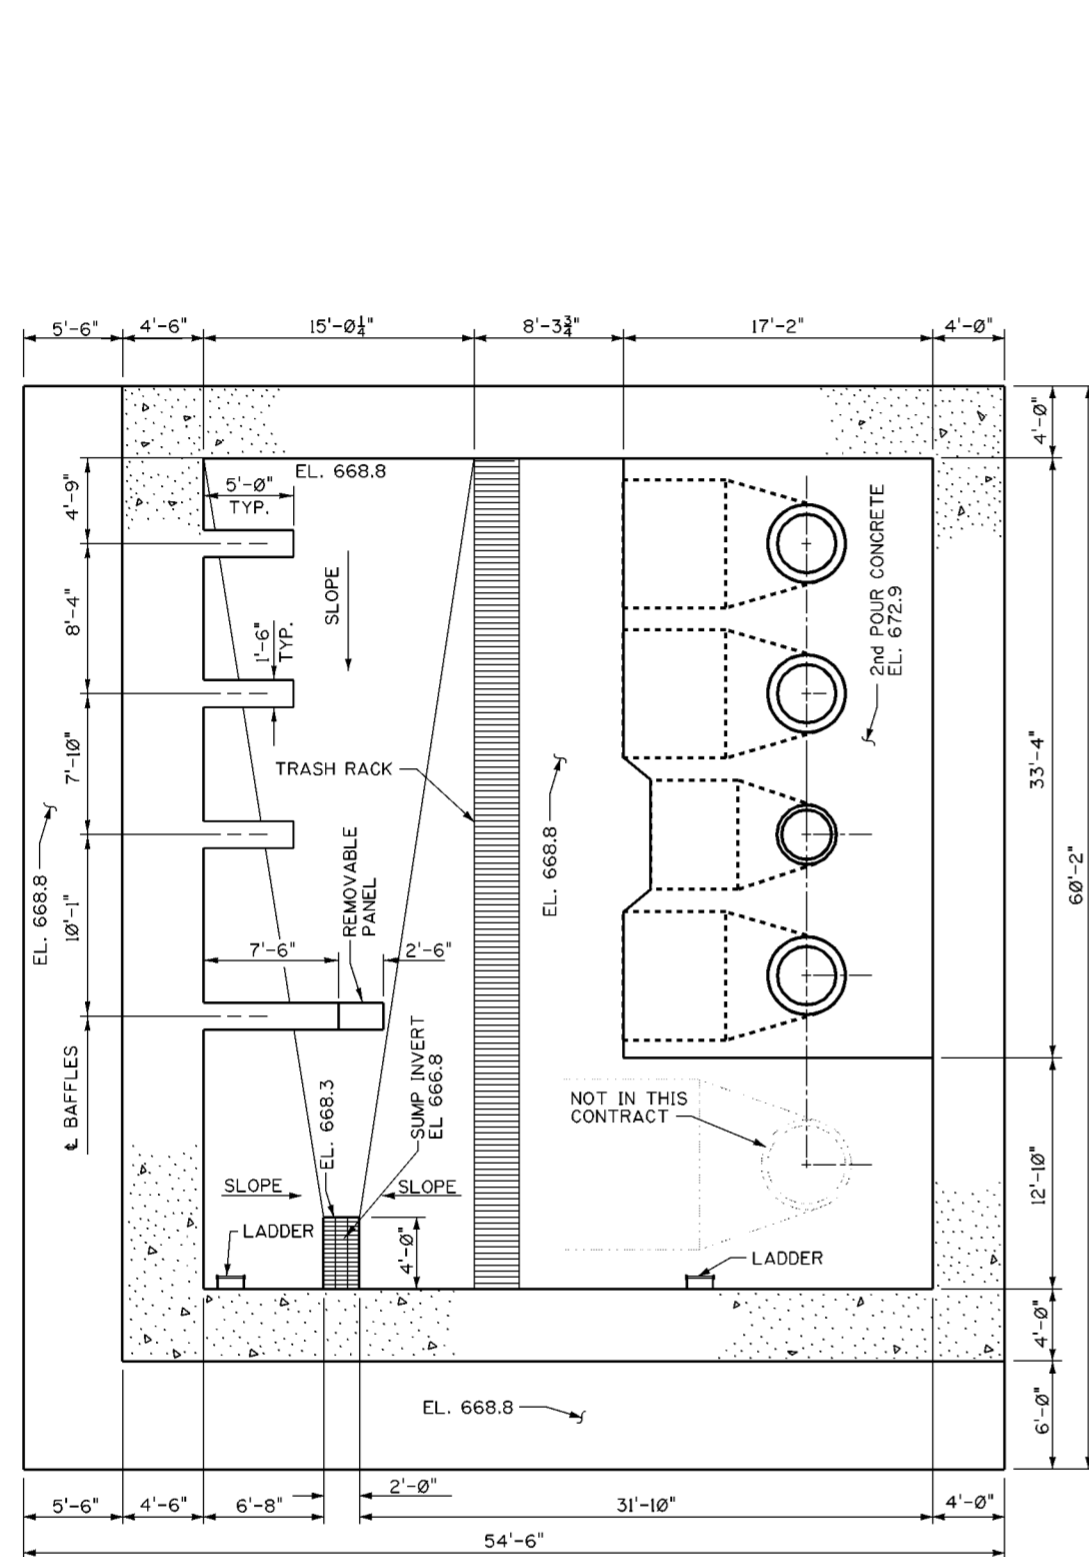 5'-6" 4'-6" 15'-0¼" 8'-3¾" 17'-2" 4'-0"
4'-0"
EL. 668.8
5'-0"
TYP.
4'-9"
2nd POUR CONCRETE
EL. 672.9
8'-4"
SLOPE
1'-6"
TYP.
33'-4"
7'-10"
TRASH RACK
EL. 668.8
REMOVABLE
PANEL
60'-2"
EL. 668.8
10'-1"
7'-6" 2'-6"
SUMP INVERT
EL 666.8
℄ BAFFLES
EL. 668.3
NOT IN THIS
CONTRACT
SLOPE SLOPE
12'-10"
LADDER
4'-0"
LADDER
4'-0"
EL. 668.8
6'-0"
2'-0"
5'-6" 4'-6" 6'-8" 31'-10" 4'-0"
54'-6"